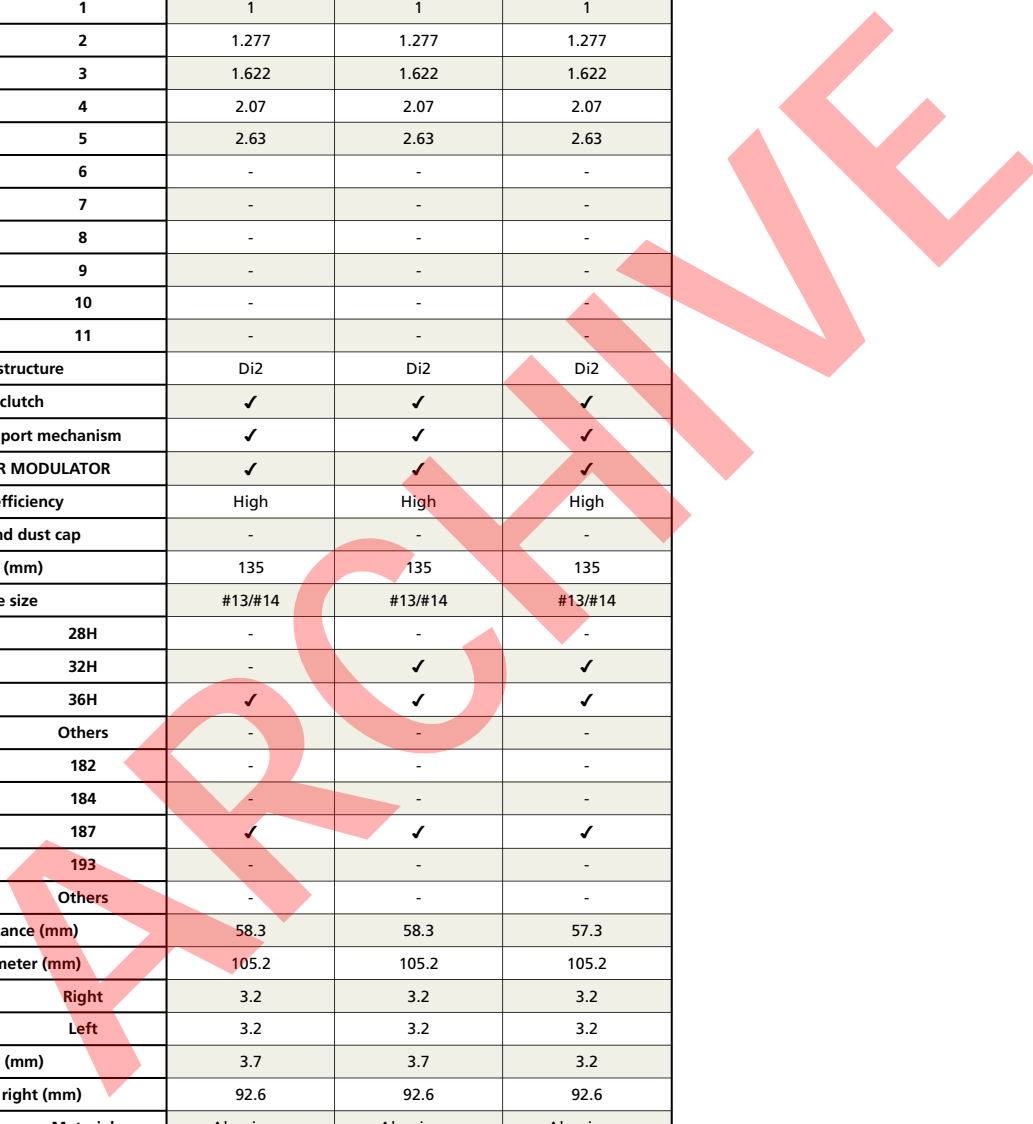 1 1 1 1
2 1.277 1.277 1.277
3 1.622 1.622 1.622
4 2.07 2.07 2.07
5 2.63 2.63 2.63
6 - - -
7 - - -
8 - - -
9 - - -
10 - - -
11 - - -
structure Di2 Di2 Di2
clutch ✓ ✓ ✓
port mechanism ✓ ✓ ✓
R MODULATOR ✓ ✓ ✓
efficiency High High High
nd dust cap - - -
(mm) 135 135 135
e size #13/#14 #13/#14 #13/#14
28H - - -
32H - ✓ ✓
36H ✓ ✓ ✓
Others - - -
182 - - -
184 - - -
187 ✓ ✓ ✓
193 - - -
Others - - -
ance (mm) 58.3 58.3 57.3
meter (mm) 105.2 105.2 105.2
Right 3.2 3.2 3.2
Left 3.2 3.2 3.2
(mm) 3.7 3.7 3.2
right (mm) 92.6 92.6 92.6
ARCHIVE